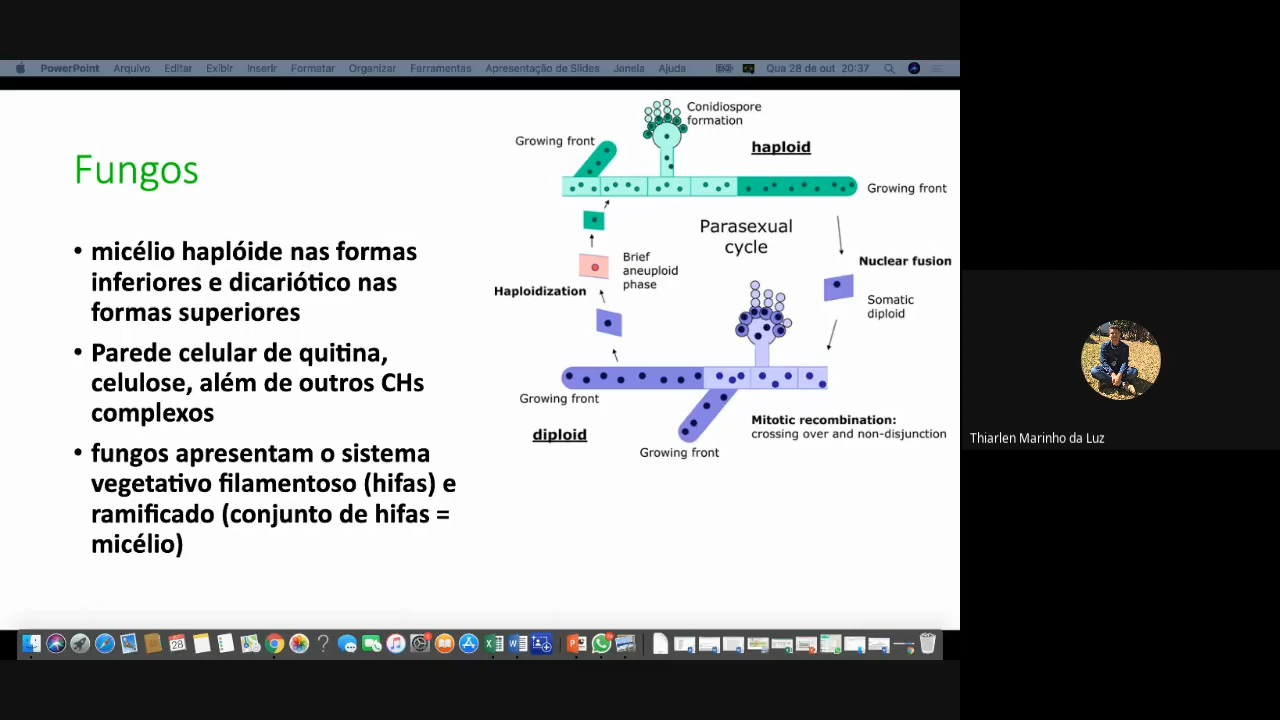 PowerPoint Arquivo Editar Exibir Inserir Formatar Organizar Ferramentas Apresentação de Slides Janela Ajuda Qua 28 de out 20:37
Fungos
• micélio haplóide nas formas
inferiores e dicariótico nas
formas superiores
• Parede celular de quitina,
celulose, além de outros CHs
complexos
• fungos apresentam o sistema
vegetativo filamentoso (hifas) e
ramificado (conjunto de hifas =
micélio)
Conidiospore
formation
Growing front
haploid
Growing front
Parasexual
cycle
Brief
aneuploid
phase
Nuclear fusion
Haploidization
Somatic
diploid
Growing front
Mitotic recombination:
crossing over and non-disjunction
diploid
Growing front
Thiarlen Marinho da Luz
28